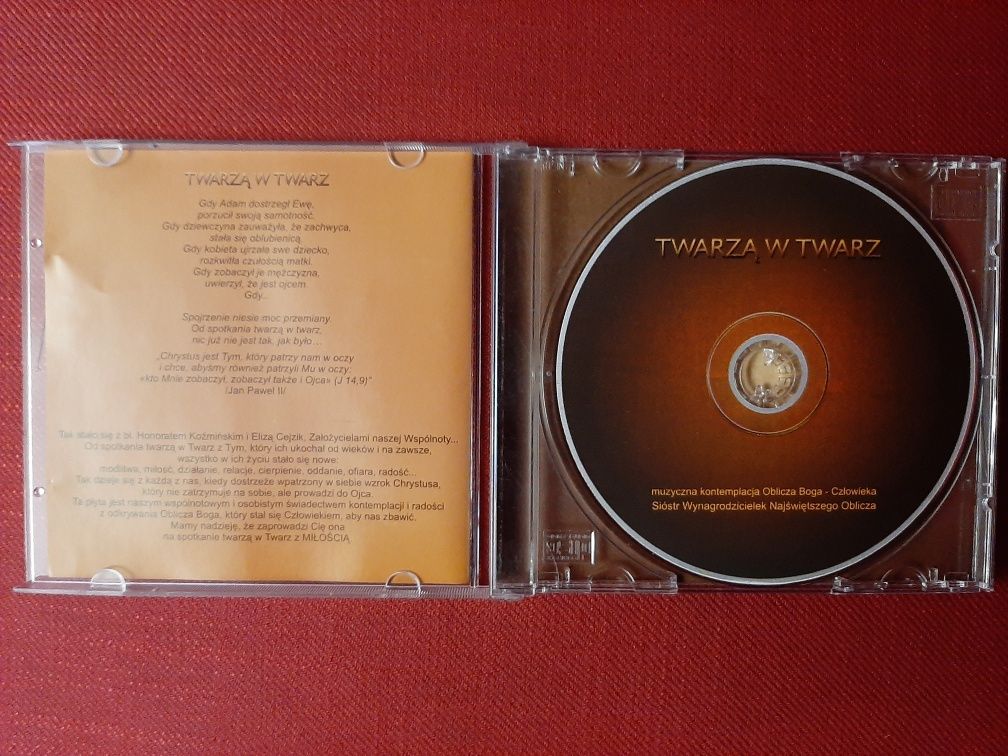 TWARZĄ W TWARZ
Gdy Adam dostrzegł Ewę,
porzucił swoją samotność.
Gdy dziewczyna zauważyła, że zachwyca,
stała się oblubienicą.
Gdy kobieta ujrzała swe dziecko,
rozkwitła czułością matki.
Gdy zobaczył je mężczyzna,
uwierzył, że jest ojcem.
Gdy...
Spojrzenie niesie moc przemiany.
Od spotkania twarzą w twarz,
nic już nie jest tak, jak było...
„Chrystus jest Tym, który patrzy nam w oczy
i chce, abyśmy również patrzyli Mu w oczy:
«kto Mnie zobaczył, zobaczył także i Ojca» (J 14,9)"
/Jan Paweł II/
Tak stało się z bł. Honoratem Koźmińskim i Elizą Cejzik, Założycielami naszej Wspólnoty...
Od spotkania twarzą w Twarz z Tym, który ich ukochał od wieków i na zawsze,
wszystko w ich życiu stało się nowe:
modlitwa, miłość, działanie, relacje, cierpienie, oddanie, ofiara, radość...
Tak dzieje się z każdą z nas, kiedy dostrzeże wpatrzony w siebie wzrok Chrystusa,
który nie zatrzymuje na sobie, ale prowadzi do Ojca.
Ta płyta jest naszym wspólnotowym i osobistym świadectwem kontemplacji i radości
z odkrywania Oblicza Boga, który stał się Człowiekiem, aby nas zbawić.
Mamy nadzieję, że zaprowadzi Cię ona
na spotkanie twarzą w Twarz z MIŁOŚCIĄ
TWARZĄ W TWARZ
muzyczna kontemplacja Oblicza Boga - Człowieka
Sióstr Wynagrodzicielek Najświętszego Oblicza